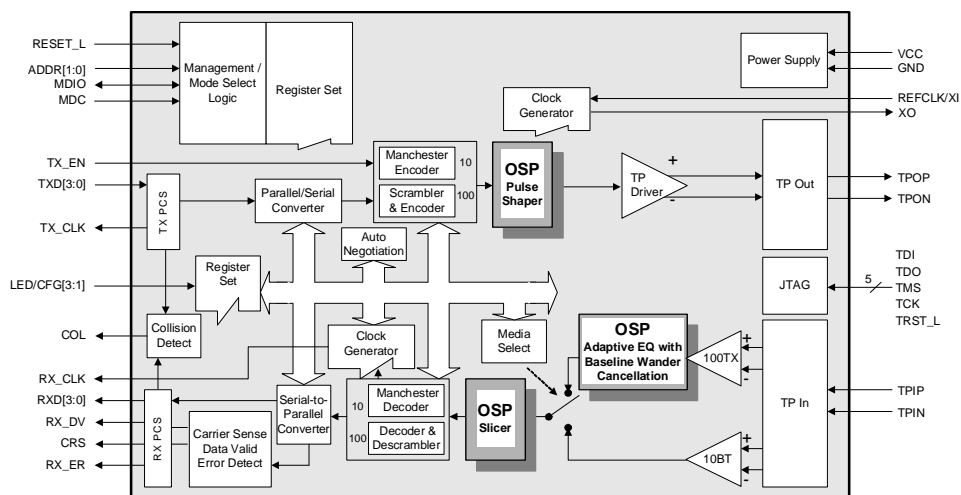 RESET_L
ADDR[1:0]
MDIO
MDC
Management /
Mode Select
Logic
Register Set
Power Supply
VCC
GND
Clock
Generator
REFCLK/XI
XO
TX_EN
TXD[3:0]
TX_CLK
TX PCS
Parallel/Serial
Converter
Manchester
Encoder
10
Scrambler
& Encoder
100
OSP
Pulse
Shaper
TP
Driver
+
-
TP Out
TPOP
TPON
Auto
Negotiation
LED/CFG[3:1]
Register
Set
JTAG
5
TDI
TDO
TMS
TCK
TRST_L
COL
Collision
Detect
Clock
Generator
Media
Select
OSP
Adaptive EQ with
Baseline Wander
Cancellation
100TX
+
-
RX_CLK
RXD[3:0]
RX_DV
CRS
RX_ER
RX PCS
Carrier Sense
Data Valid
Error Detect
Serial-to-
Parallel
Converter
10
Manchester
Decoder
100
Decoder &
Descrambler
OSP
Slicer
10BT
+
-
TP In
TPIP
TPIN